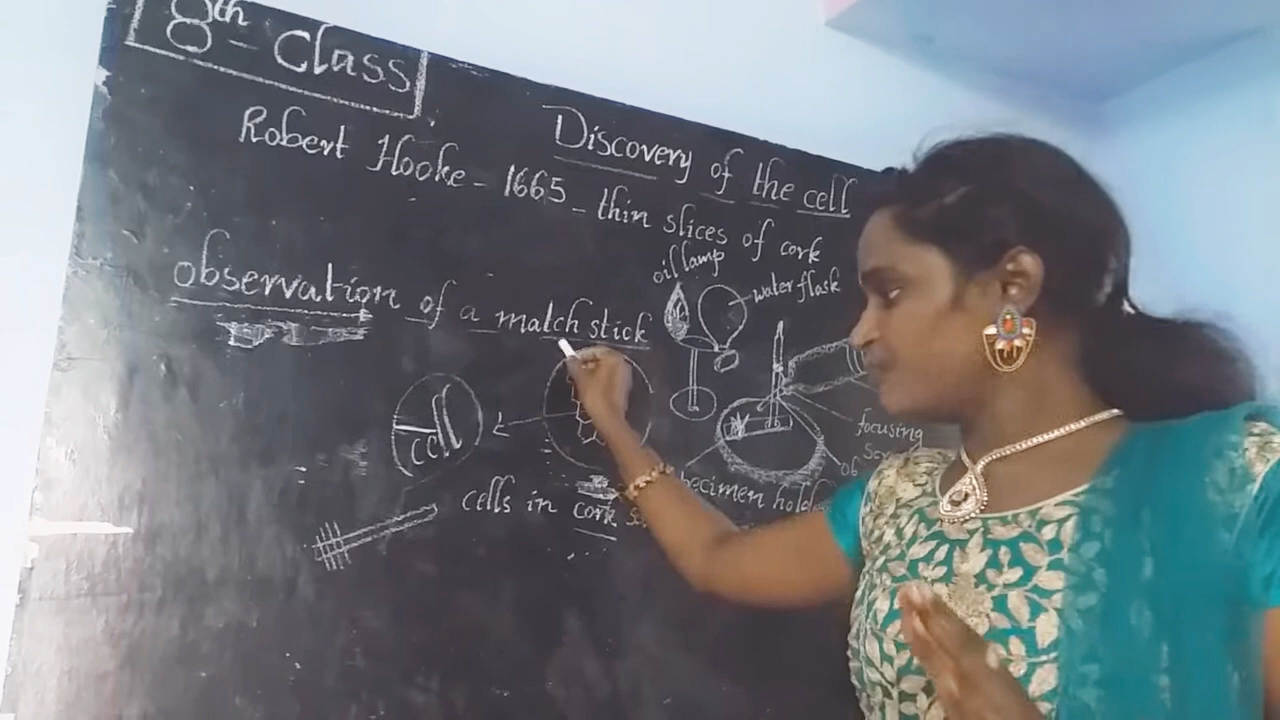 8th Class
Discovery of the cell
Robert Hooke - 1665 - thin slices of cork
oil lamp
water flask
observation of a match stick
cell
focusing
specimen
cells in cork